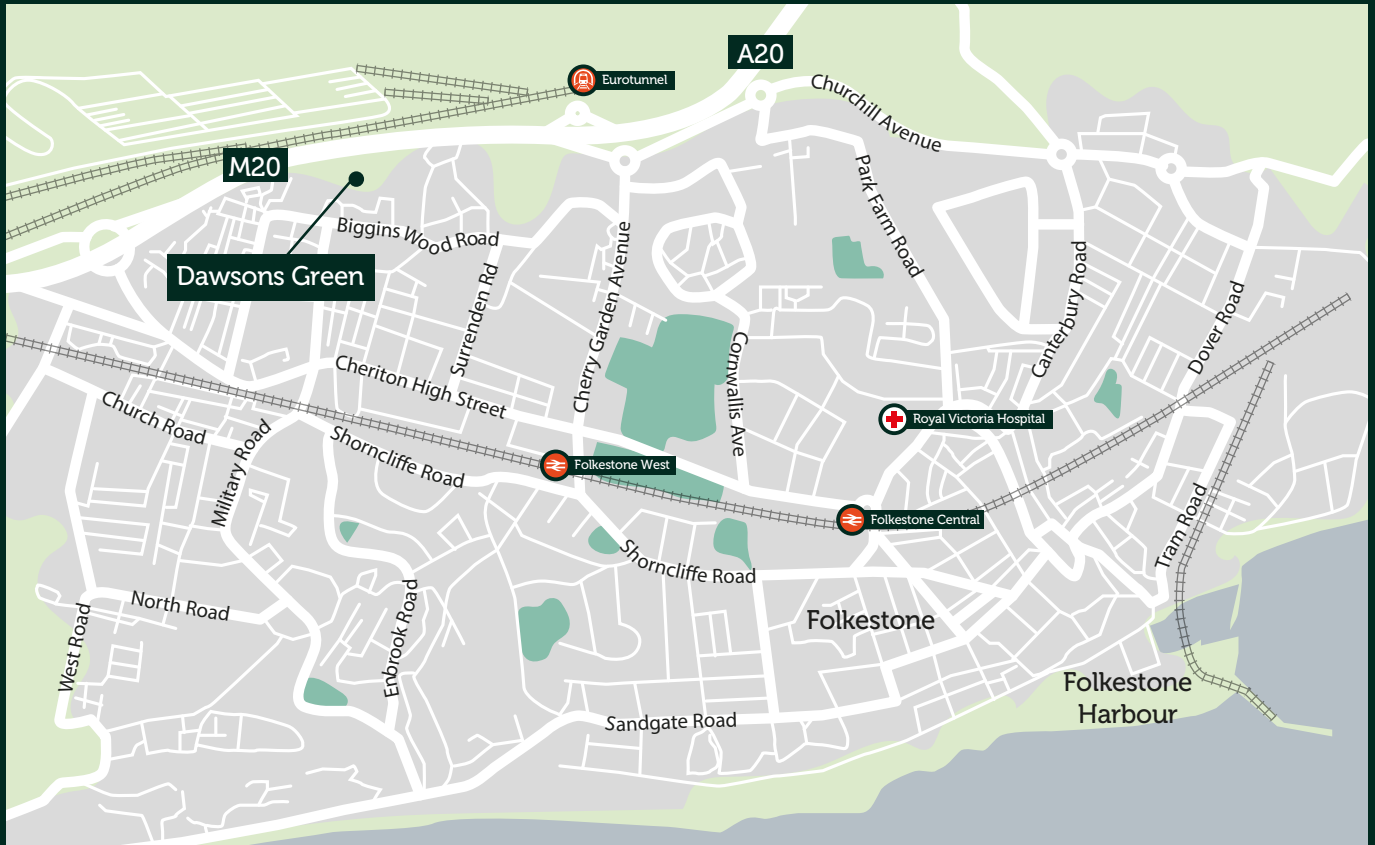 A20
Eurotunnel
Churchill Avenue
M20
Park Farm Road
Biggins Wood Road
Dawsons Green
Surrenden Rd
Cherry Garden Avenue
Canterbury Road
Dover Road
Cornwallis Ave
Cheriton High Street
Church Road
Royal Victoria Hospital
Military Road
Shorncliffe Road
Folkestone West
Folkestone Central
Tram Road
Shorncliffe Road
North Road
Enbrook Road
Folkestone
West Road
Folkestone
Harbour
Sandgate Road